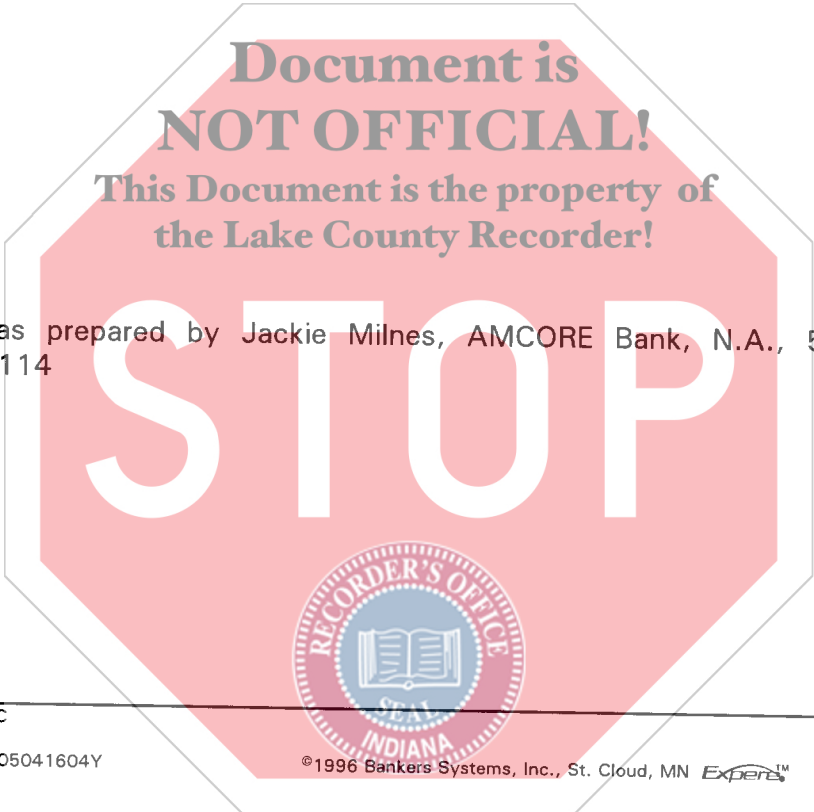 Document is
NOT OFFICIAL!
This Document is the property of
the Lake County Recorder!
as prepared by Jackie Milnes, AMCORE Bank, N.A., 5
114
STOP
RECORDER'S OFFICE
SEAL
INDIANA
C
05041604Y ©1996 Bankers Systems, Inc., St. Cloud, MN Expere™